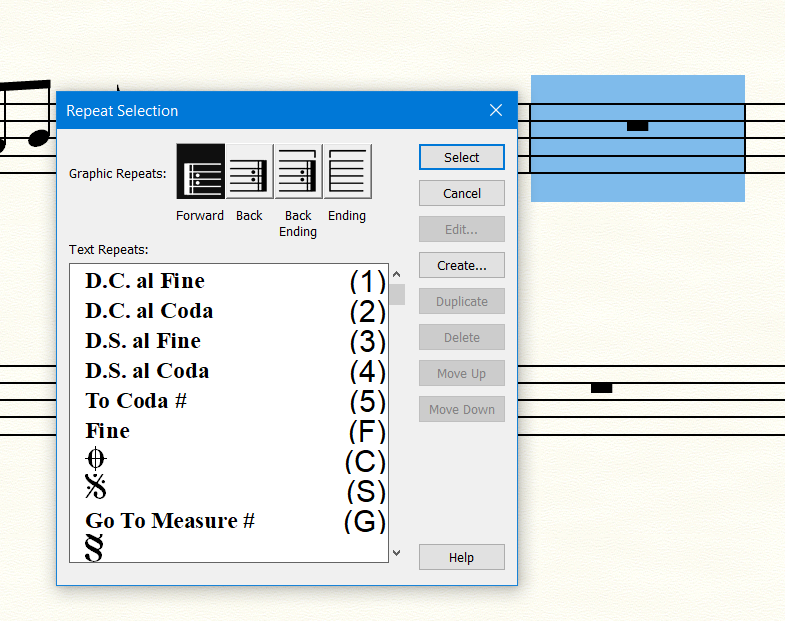 Repeat Selection
Graphic Repeats:
Forward Back Back Ending Ending
Text Repeats:
D.C. al Fine (1)
D.C. al Coda (2)
D.S. al Fine (3)
D.S. al Coda (4)
To Coda # (5)
Fine (F)
(C)
(S)
Go To Measure # (G)
Select
Cancel
Edit...
Create...
Duplicate
Delete
Move Up
Move Down
Help